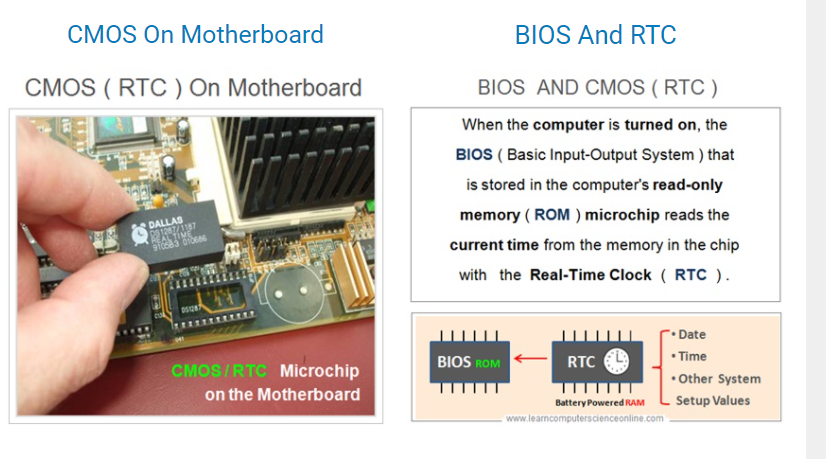 CMOS On Motherboard
CMOS ( RTC ) On Motherboard
DALLAS
DS1287/1187
REAL TIME
910563 010686
DS1287
CMOS/RTC Microchip
on the Motherboard
BIOS And RTC
BIOS AND CMOS ( RTC )
When the computer is turned on, the
BIOS ( Basic Input-Output System ) that
is stored in the computer's read-only
memory ( ROM ) microchip reads the
current time from the memory in the chip
with the Real-Time Clock ( RTC ) .
BIOS ROM
RTC
Battery Powered RAM
• Date
• Time
• Other System
Setup Values
www.learncomputerscienceonline.com